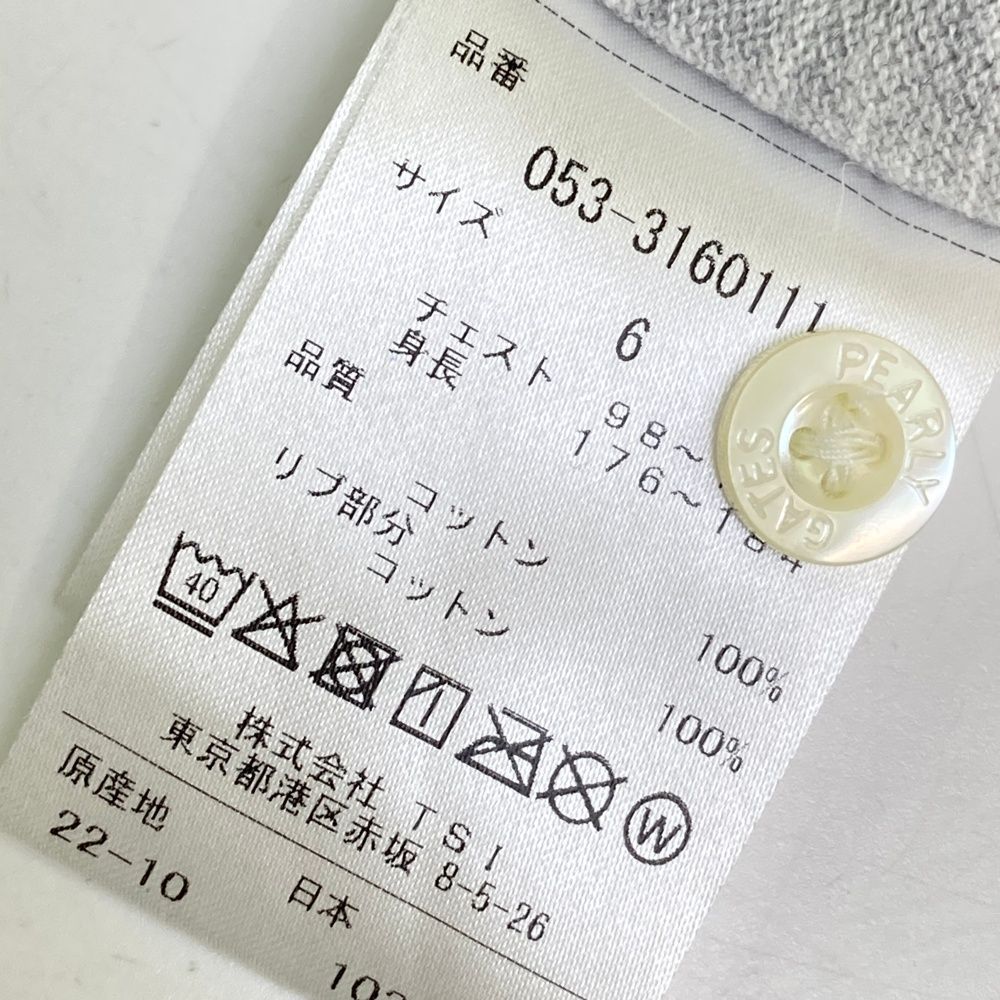 品番
053-3160111
サイズ
6
チェスト 98~
身長 176~184
品質
コットン 100%
リブ部分
コットン 100%
40
W
株式会社 TSI
東京都港区赤坂 8-5-26
原産地
日本
22-10
PEARLY GATES